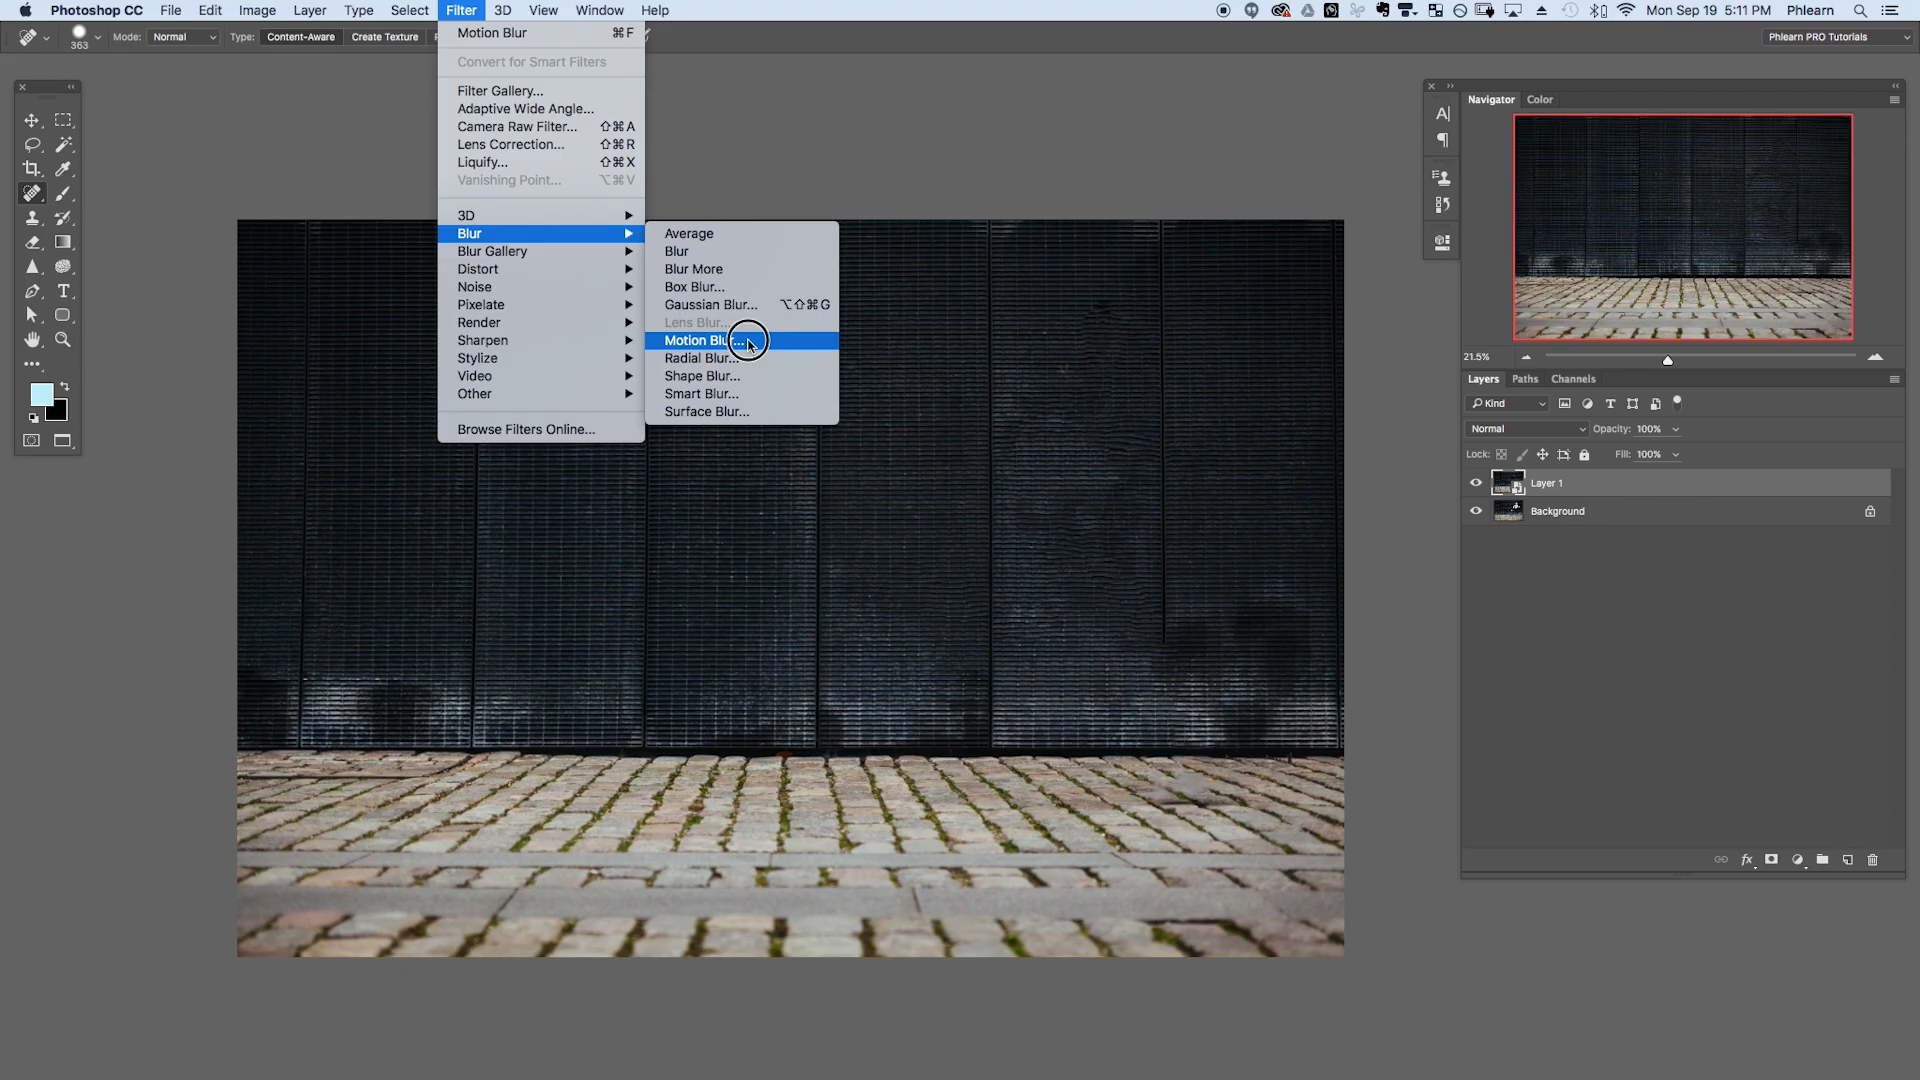 Photoshop CC File Edit Image Layer Type Select Filter 3D View Window Help Mon Sep 19 5:11 PM Phlearn
363 Mode: Normal Type: Content-Aware Create Texture Phlearn PRO Tutorials
Motion Blur ⌘F
Convert for Smart Filters
Filter Gallery...
Adaptive Wide Angle...
Camera Raw Filter... ⇧⌘A
Lens Correction... ⇧⌘R
Liquify... ⇧⌘X
Vanishing Point... ⌥⌘V
3D
Blur
Blur Gallery
Distort
Noise
Pixelate
Render
Sharpen
Stylize
Video
Other
Browse Filters Online...
Average
Blur
Blur More
Box Blur...
Gaussian Blur... ⌥⇧⌘G
Lens Blur...
Motion Blur...
Radial Blur...
Shape Blur...
Smart Blur...
Surface Blur...
Navigator Color
21.5%
Layers Paths Channels
Kind
Normal Opacity: 100%
Lock: Fill: 100%
Layer 1
Background